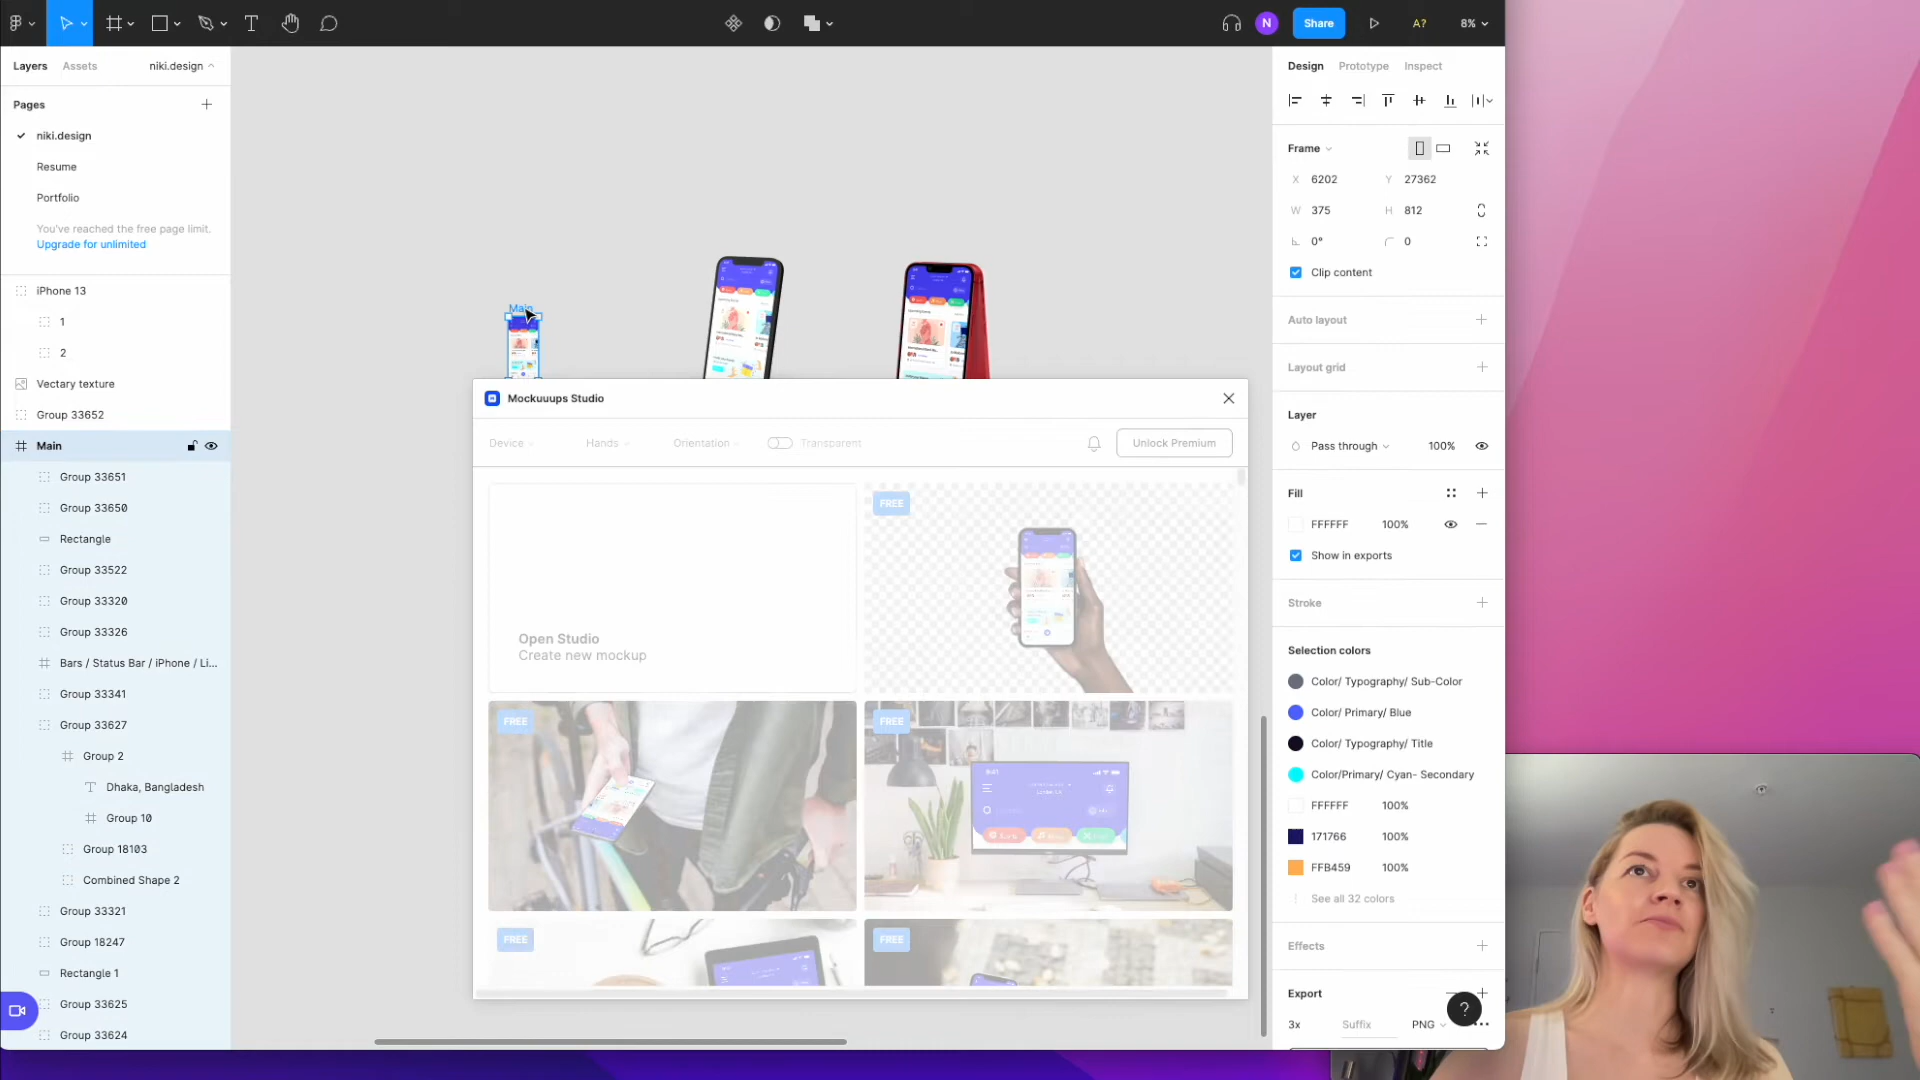 N
Share
A?
8%
Layers
Assets
niki.design
Design
Prototype
Inspect
Pages
niki.design
Resume
Portfolio
You've reached the free page limit.
Upgrade for unlimited
iPhone 13
1
2
Vectary texture
Group 33652
Main
Group 33651
Group 33650
Rectangle
Group 33522
Group 33320
Group 33326
Bars / Status Bar / iPhone / Li...
Group 33341
Group 33627
Group 2
Dhaka, Bangladesh
Group 10
Group 18103
Combined Shape 2
Group 33321
Group 18247
Rectangle 1
Group 33625
Group 33624
Main
Mockuuups Studio
Device
Hands
Orientation
Transparent
Unlock Premium
Open Studio
Create new mockup
FREE
FREE
FREE
9:41
FREE
FREE
Frame
X 6202
Y 27362
W 375
H 812
0°
0
Clip content
Auto layout
Layout grid
Layer
Pass through
100%
Fill
FFFFFF 100%
Show in exports
Stroke
Selection colors
Color/ Typography/ Sub-Color
Color/ Primary/ Blue
Color/ Typography/ Title
Color/Primary/ Cyan- Secondary
FFFFFF 100%
171766 100%
FFB459 100%
See all 32 colors
Effects
Export
?
3x
Suffix
PNG